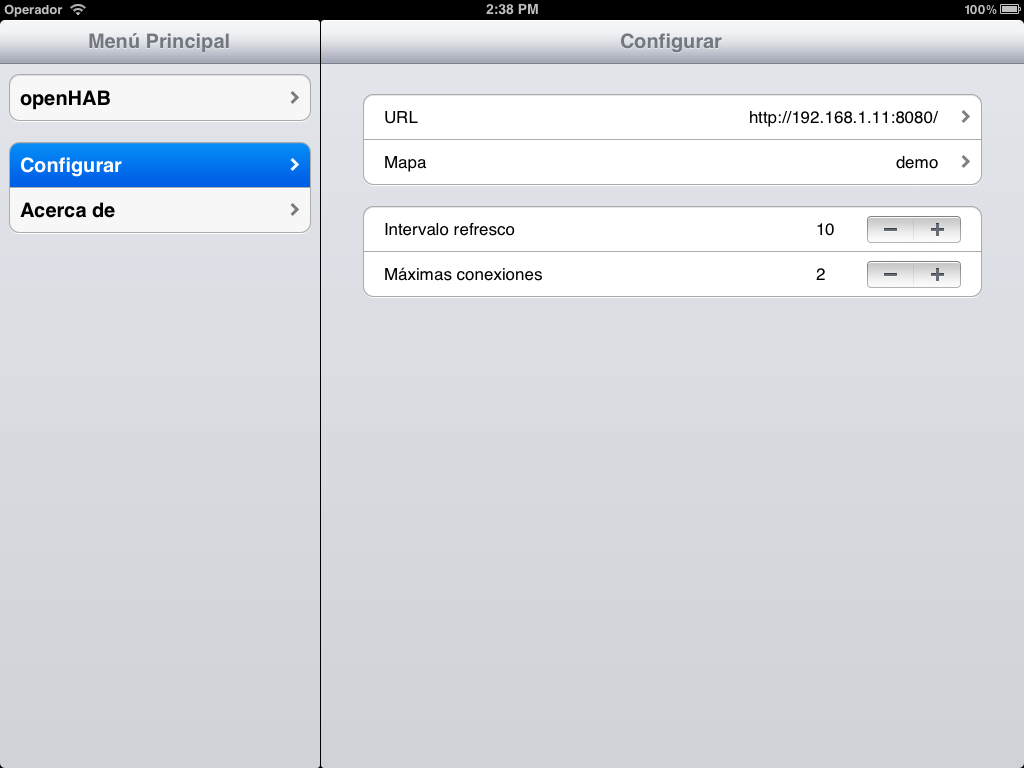 Operador 2:38 PM 100%
Menú Principal
openHAB
Configurar
Acerca de
Configurar
URL http://192.168.1.11:8080/
Mapa demo
Intervalo refresco 10 − +
Máximas conexiones 2 − +